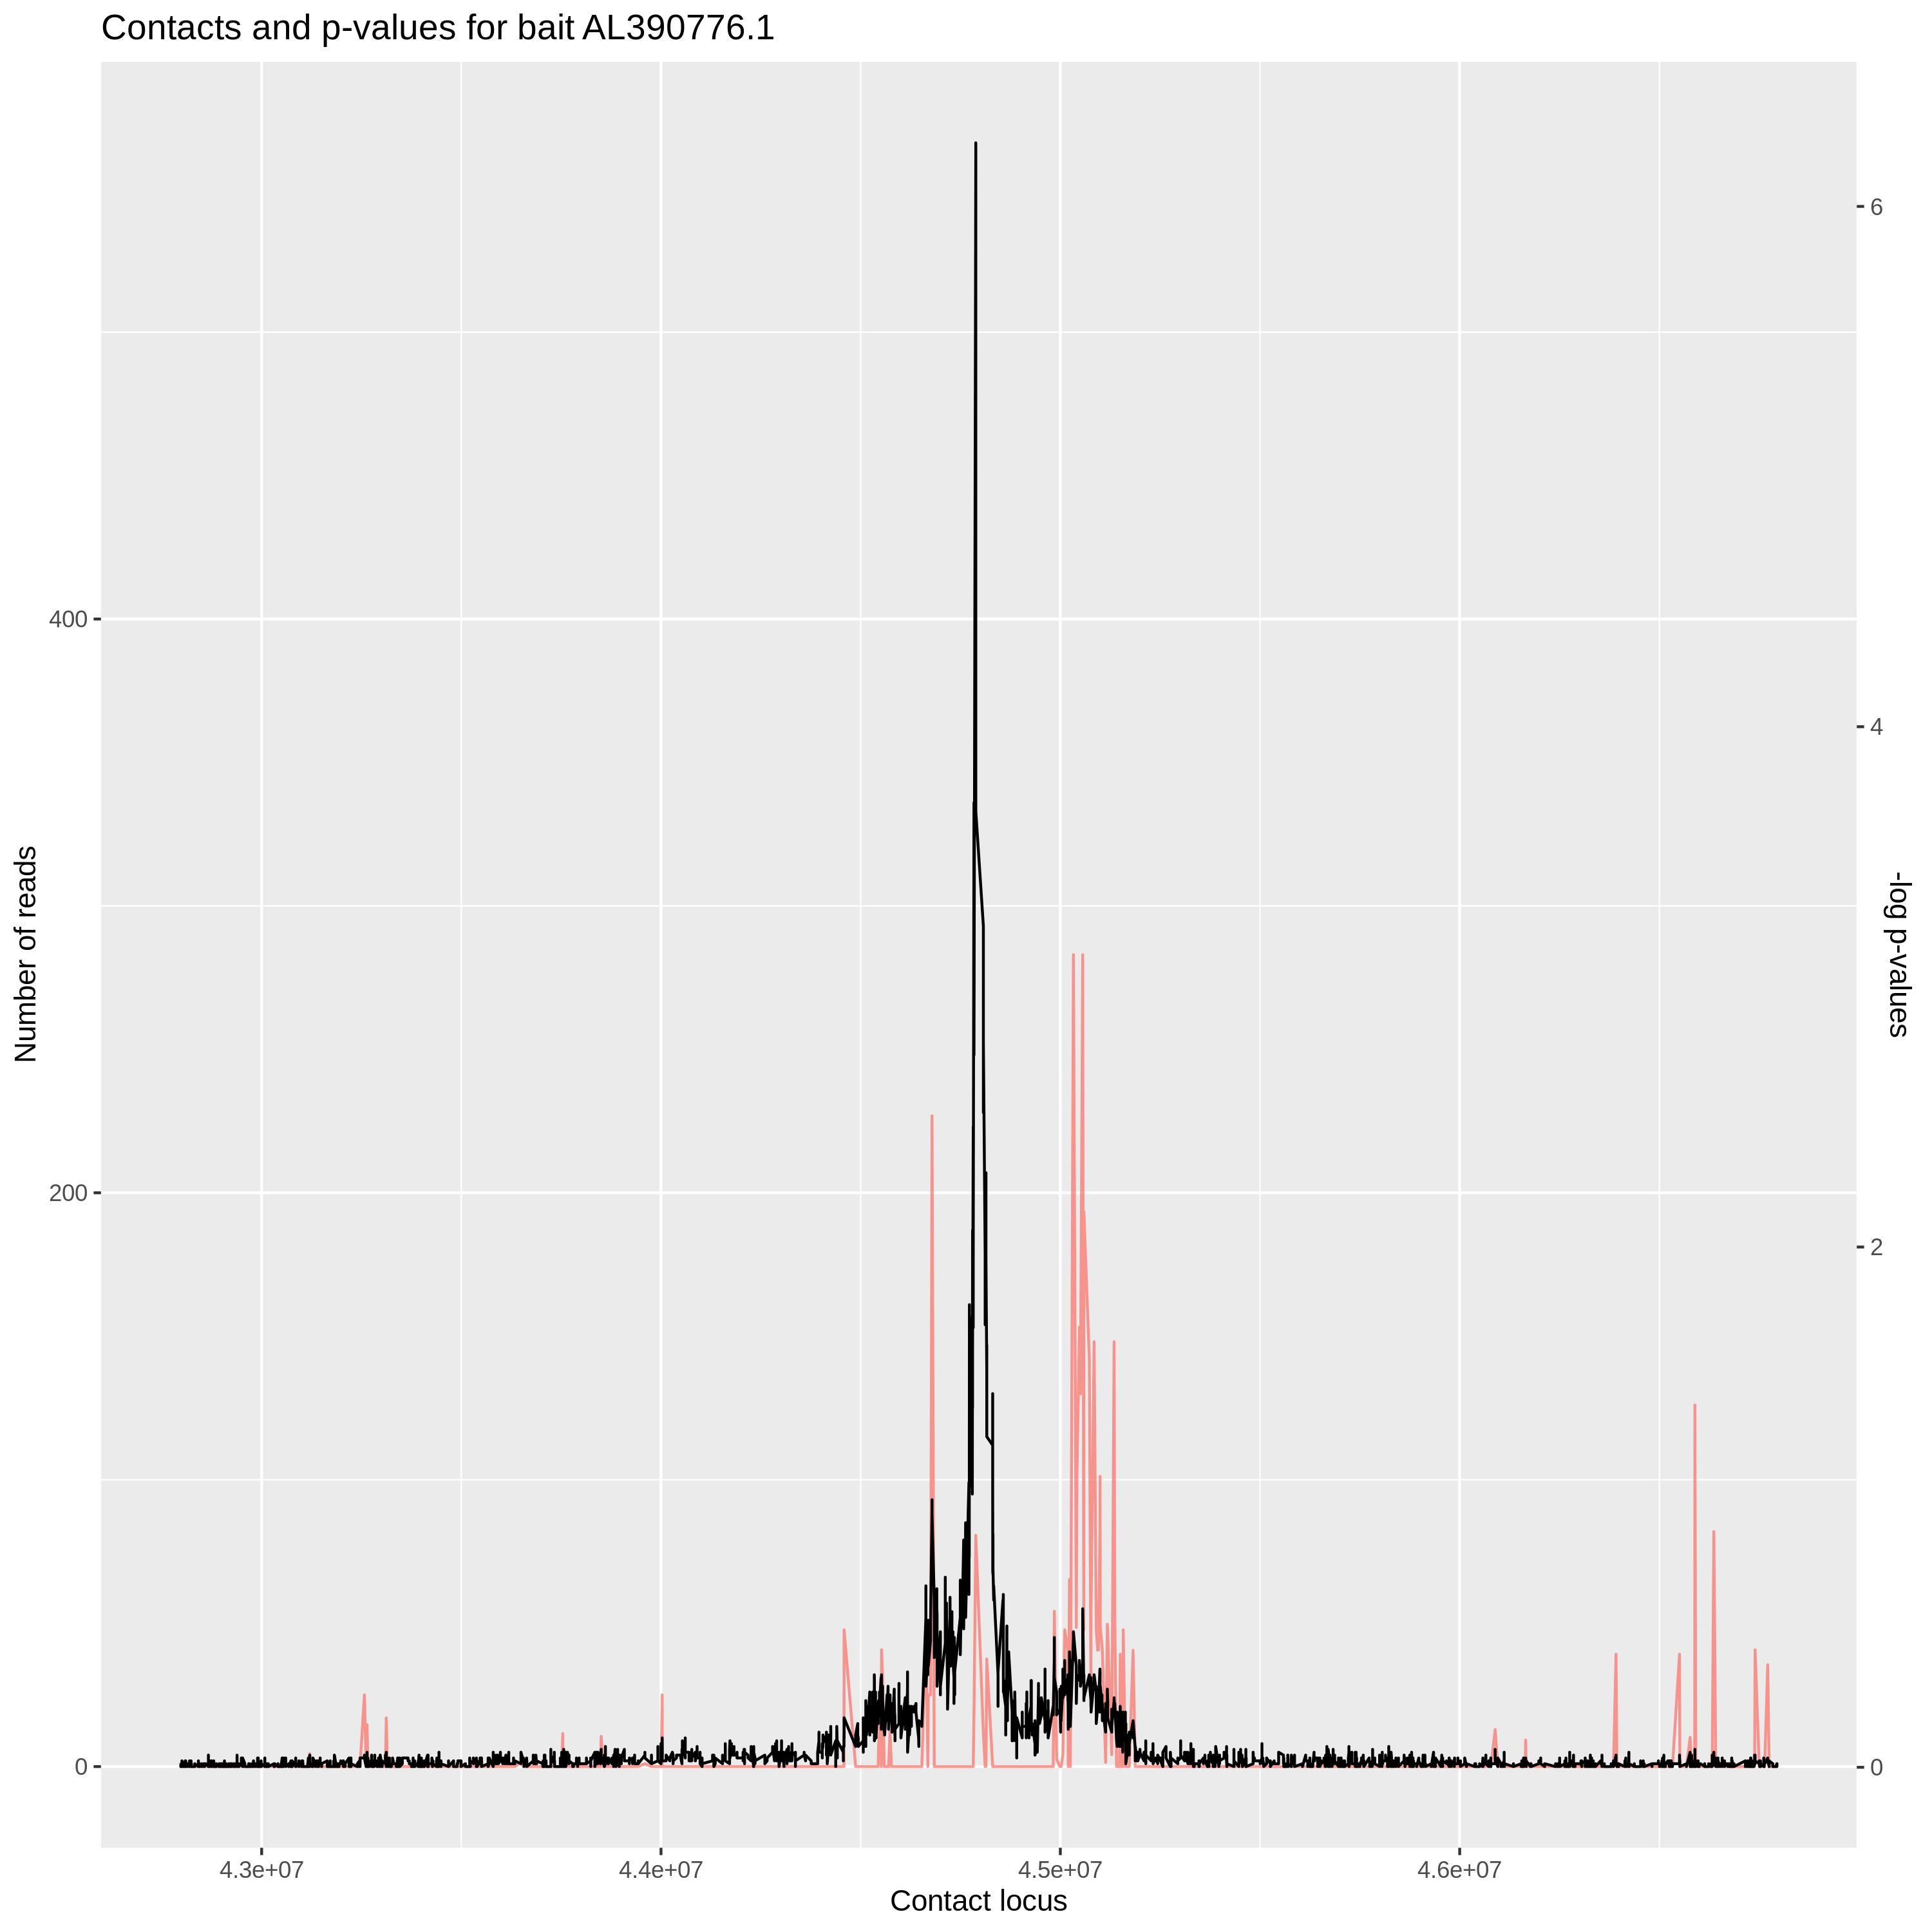 Contacts and p-values for bait AL390776.1
Number of reads
400
200
0
6
4
2
0
-log p-values
4.3e+07
4.4e+07
4.5e+07
4.6e+07
Contact locus